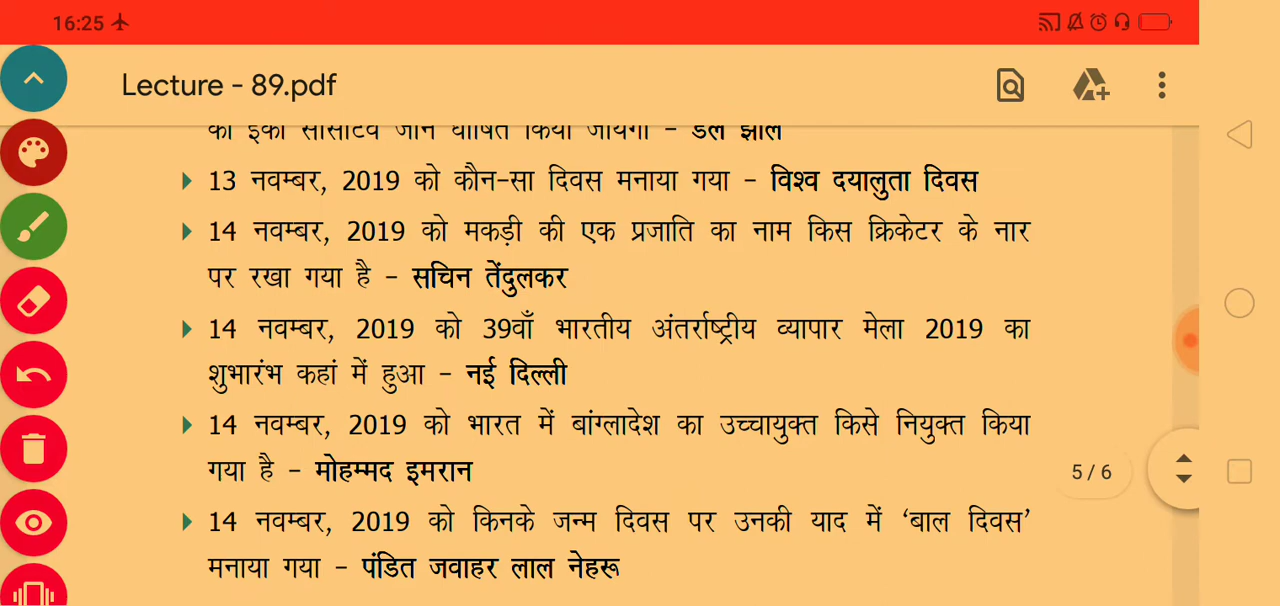 16:25
Lecture - 89.pdf
को इको सेंसिटिव जोन घोषित किया जायेगा - डल झील
13 नवम्बर, 2019 को कौन-सा दिवस मनाया गया - विश्व दयालुता दिवस
14 नवम्बर, 2019 को मकड़ी की एक प्रजाति का नाम किस क्रिकेटर के नार
पर रखा गया है - सचिन तेंदुलकर
14 नवम्बर, 2019 को 39वाँ भारतीय अंतर्राष्ट्रीय व्यापार मेला 2019 का
शुभारंभ कहां में हुआ - नई दिल्ली
14 नवम्बर, 2019 को भारत में बांग्लादेश का उच्चायुक्त किसे नियुक्त किया
गया है - मोहम्मद इमरान
5 / 6
14 नवम्बर, 2019 को किनके जन्म दिवस पर उनकी याद में ‘बाल दिवस’
मनाया गया - पंडित जवाहर लाल नेहरू